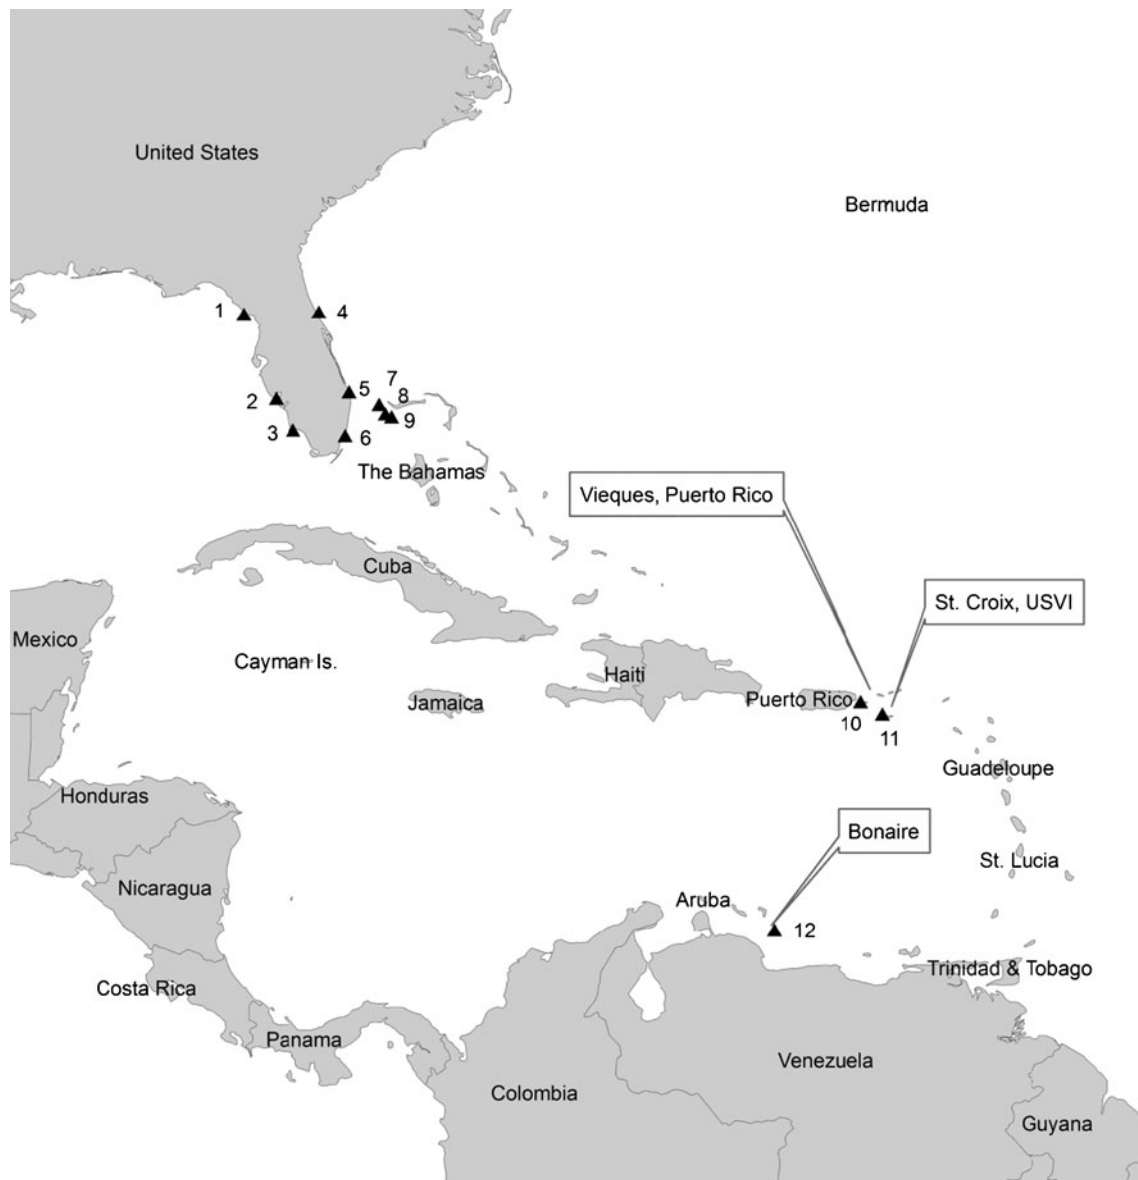 United States
Bermuda
1
4
7
5
8
2
9
3
6
The Bahamas
Vieques, Puerto Rico
Cuba
St. Croix, USVI
Mexico
Cayman Is.
Haiti
Jamaica
Puerto Rico
10
11
Guadeloupe
Honduras
Bonaire
St. Lucia
Nicaragua
Aruba
12
Trinidad & Tobago
Costa Rica
Panama
Venezuela
Colombia
Guyana